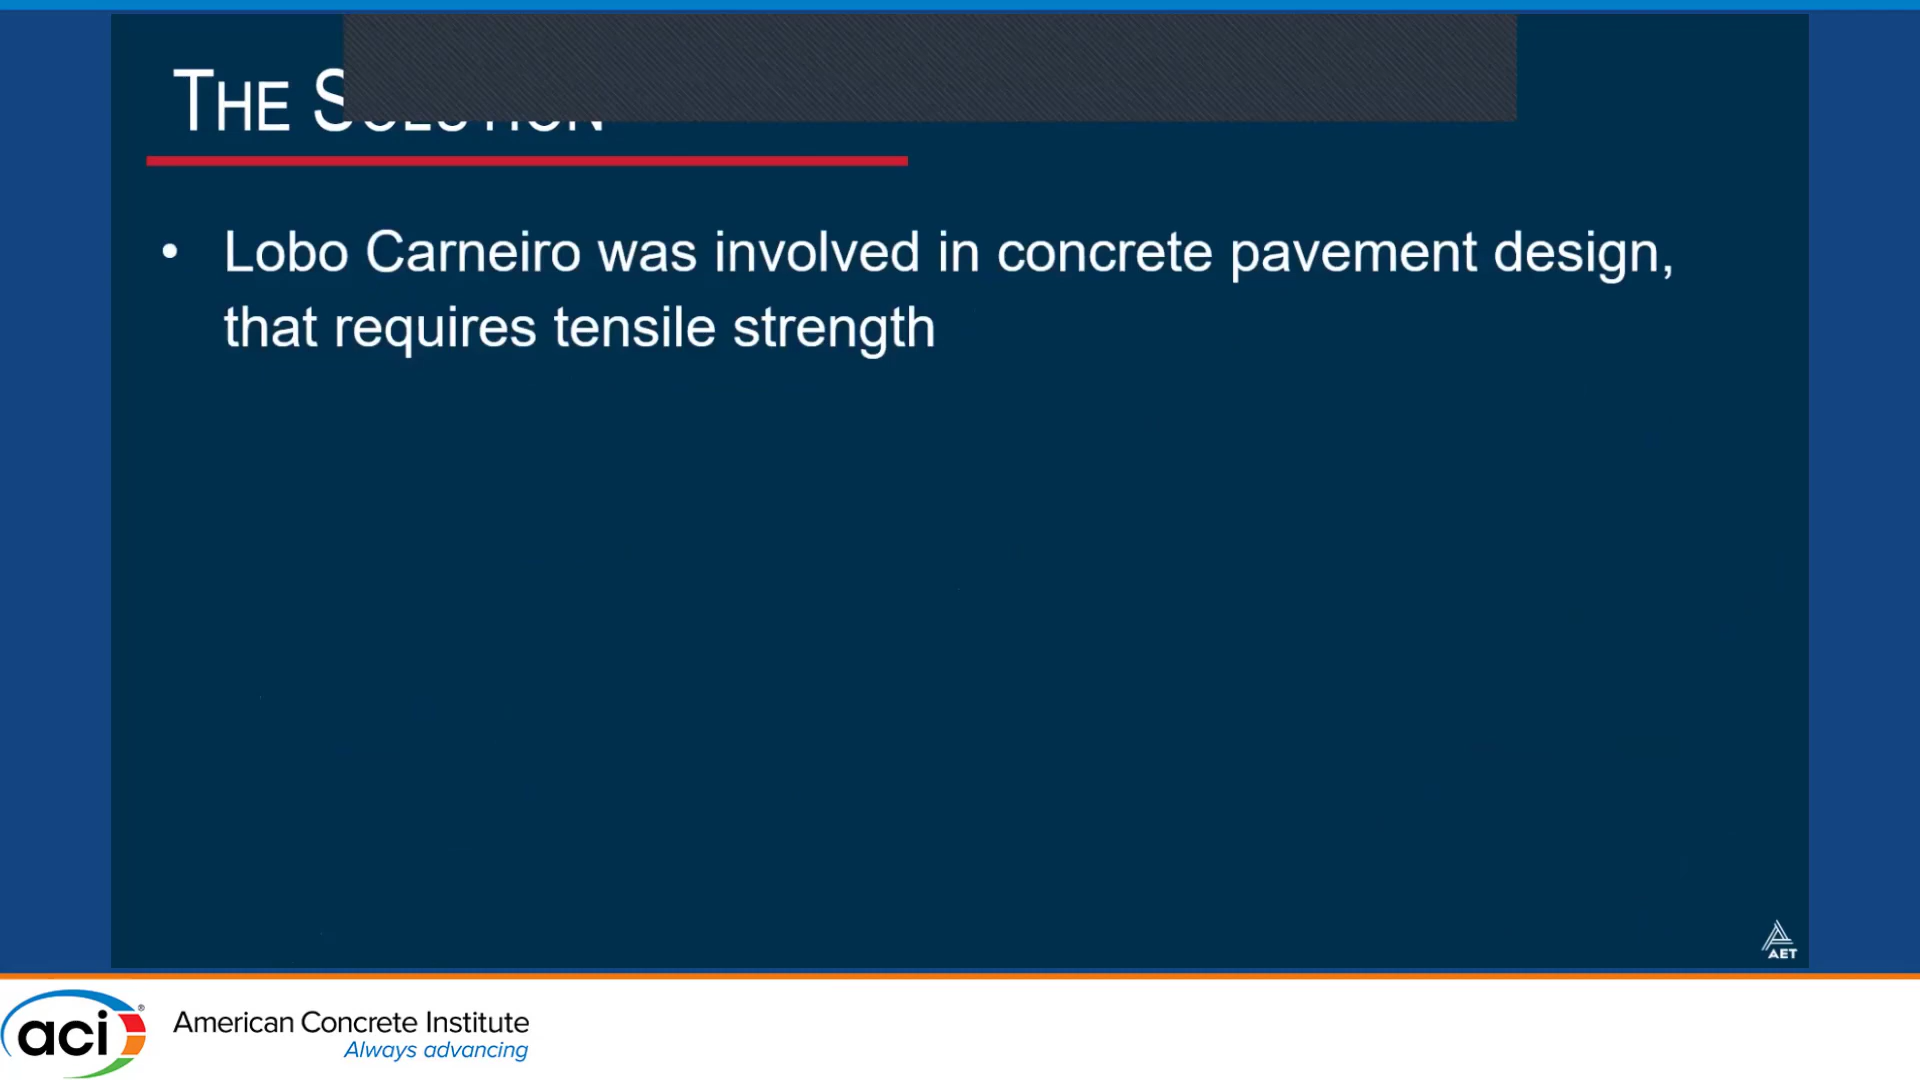 THE SOLUTION
• Lobo Carneiro was involved in concrete pavement design,
that requires tensile strength
AET
aci®
American Concrete Institute
Always advancing